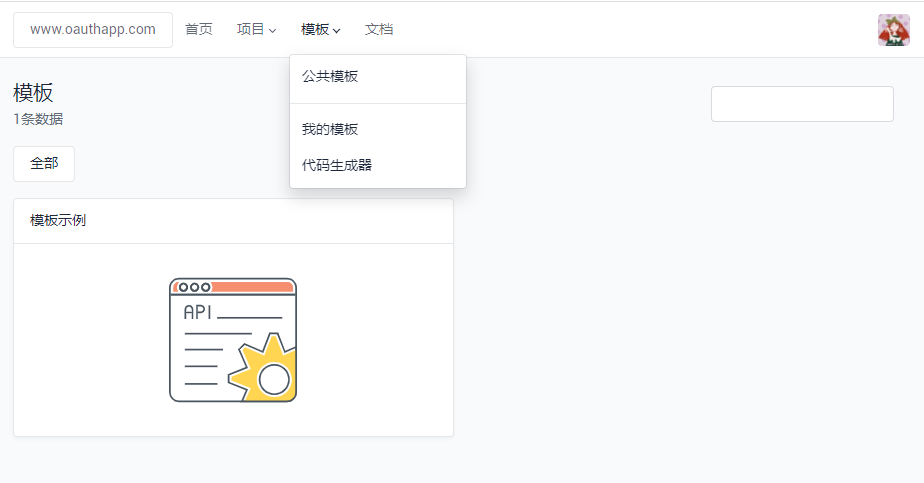 www.oauthapp.com
首页
项目
模板
文档
公共模板
我的模板
代码生成器
模板
1条数据
全部
模板示例
API